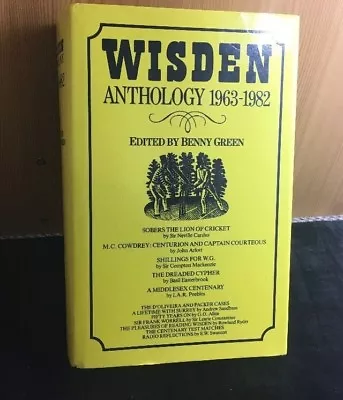 WISDEN
ANTHOLOGY 1963-1982
EDITED BY BENNY GREEN
SOBERS THE LION OF CRICKET
by Sir Neville Cardus
M.C. COWDREY: CENTURION AND CAPTAIN COURTEOUS
by John Arlott
SHILLINGS FOR W.G.
by Sir Compton Mackenzie
THE DREADED CYPHER
by Basil Easterbrook
A MIDDLESEX CENTENARY
by I.A.R. Peebles
THE D'OLIVEIRA AND PACKER CASES
A LIFETIME WITH SURREY by Andrew Sandham
FIFTY YEARS ON by G.O. Allen
SIR FRANK WORRELL by Sir Learie Constantine
THE PLEASURES OF READING WISDEN by Rowland Ryder
THE CENTENARY TEST MATCHES
RADIO REFLECTIONS by E.W. Swanton